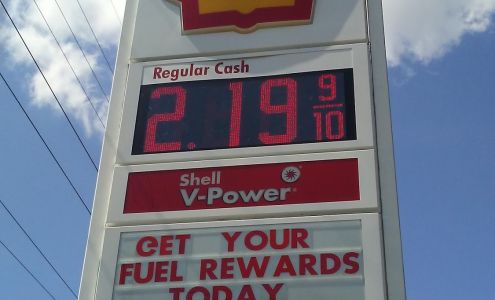 Regular Cash
2.19 9/10
Shell
V-Power
GET YOUR
FUEL REWARDS
TODAY